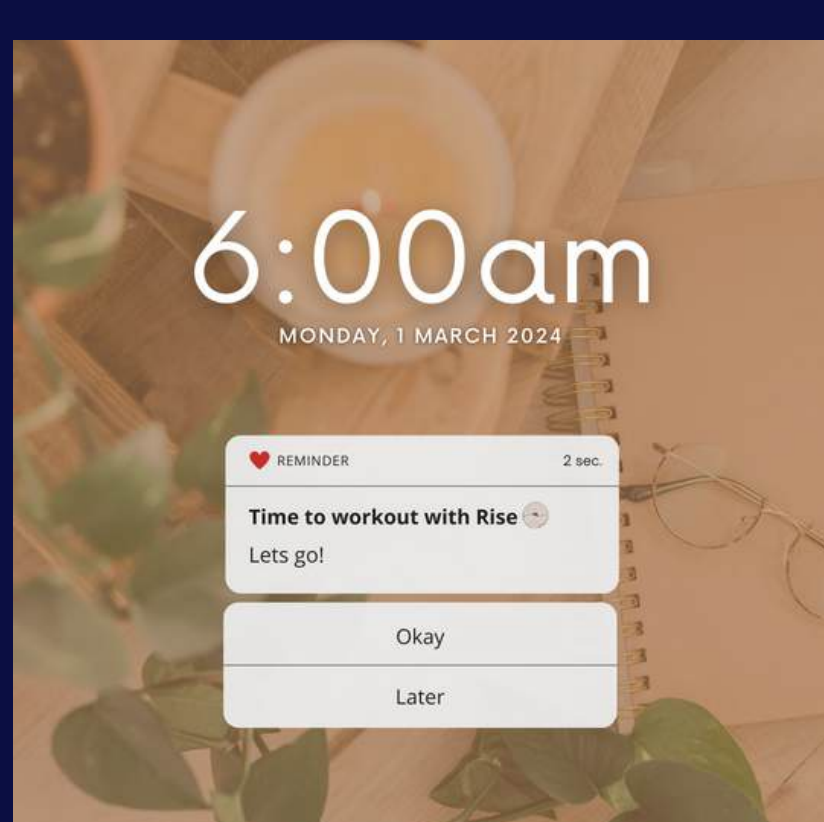 6:00am
MONDAY, 1 MARCH 2024
REMINDER 2 sec.
Time to workout with Rise
Lets go!
Okay
Later